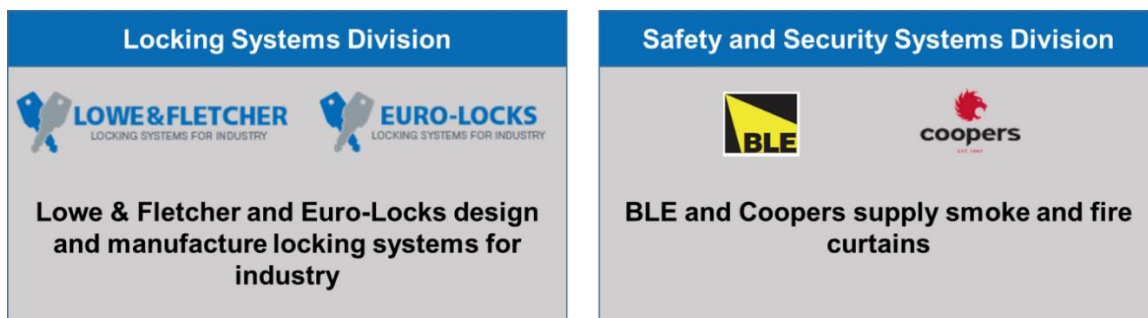 Locking Systems Division
LOWE&FLETCHER
LOCKING SYSTEMS FOR INDUSTRY
EURO-LOCKS
LOCKING SYSTEMS FOR INDUSTRY
Lowe & Fletcher and Euro-Locks design
and manufacture locking systems for
industry
Safety and Security Systems Division
BLE
coopers
BLE and Coopers supply smoke and fire
curtains